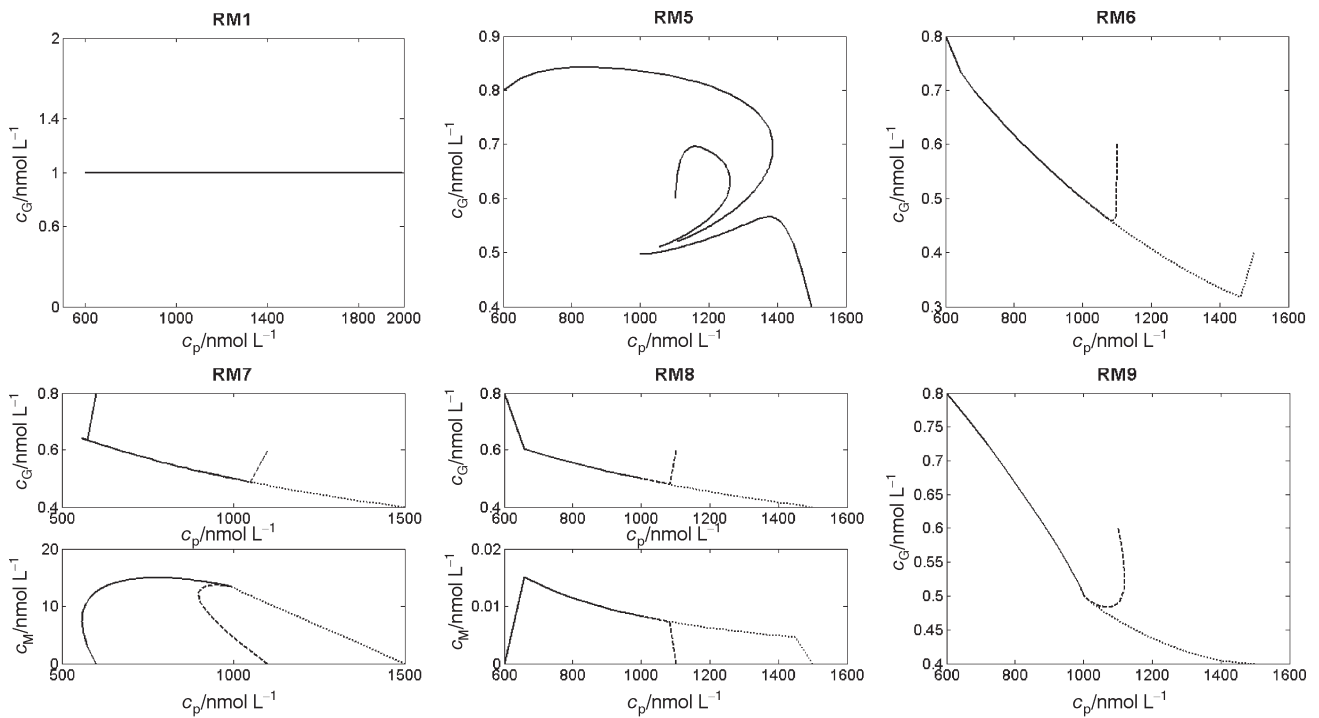 RM1
2
1.4
1
0.6
0
c_G/nmol L⁻¹
600 1000 1400 1800 2000
c_p/nmol L⁻¹
RM5
0.9
0.8
0.7
0.6
0.5
0.4
c_G/nmol L⁻¹
600 800 1000 1200 1400 1600
c_p/nmol L⁻¹
RM6
0.8
0.7
0.6
0.5
0.4
0.3
c_G/nmol L⁻¹
600 800 1000 1200 1400 1600
c_p/nmol L⁻¹
RM7
0.8
0.6
0.4
c_G/nmol L⁻¹
500 1000 1500
c_p/nmol L⁻¹
20
10
0
c_M/nmol L⁻¹
500 1000 1500
c_p/nmol L⁻¹
RM8
0.8
0.6
0.4
c_G/nmol L⁻¹
600 800 1000 1200 1400 1600
c_p/nmol L⁻¹
0.02
0.01
0
c_M/nmol L⁻¹
600 800 1000 1200 1400 1600
c_p/nmol L⁻¹
RM9
0.8
0.75
0.7
0.65
0.6
0.55
0.5
0.45
0.4
c_G/nmol L⁻¹
600 800 1000 1200 1400 1600
c_p/nmol L⁻¹